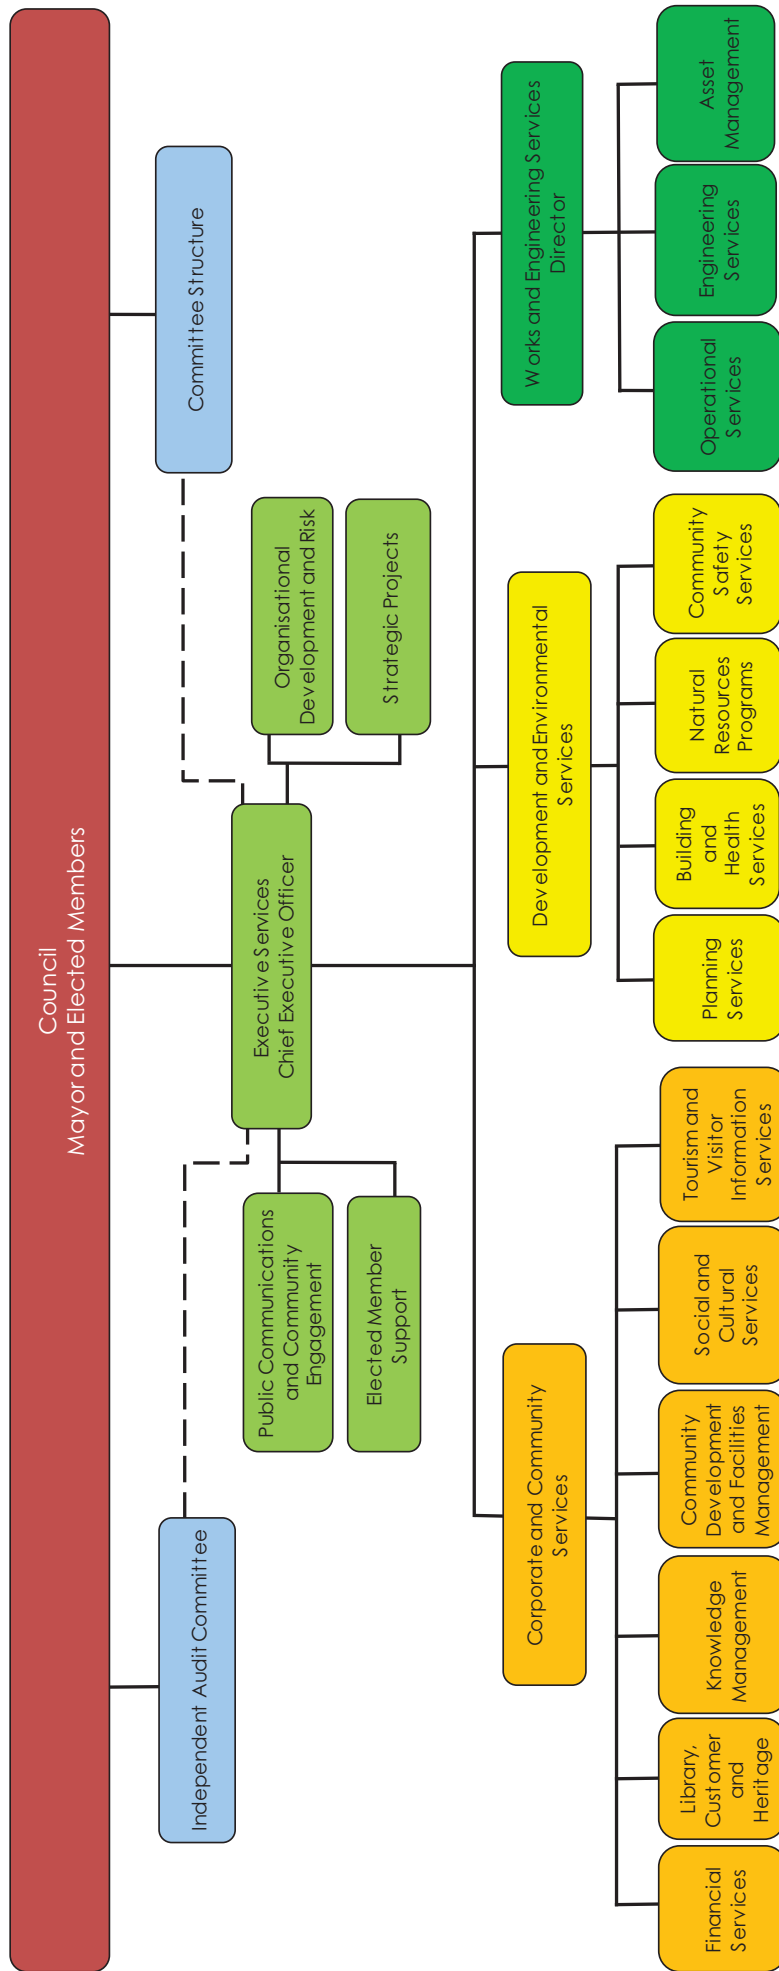 Council
Mayor and Elected Members
Independent Audit Committee
Committee Structure
Executive Services
Chief Executive Officer
Public Communications
and Community
Engagement
Elected Member
Support
Organisational
Development and Risk
Strategic Projects
Corporate and Community
Services
Development and Environmental
Services
Works and Engineering Services
Director
Financial
Services
Library,
Customer
and
Heritage
Knowledge
Management
Community
Development
and Facilities
Management
Social and
Cultural
Services
Tourism and
Visitor
Information
Services
Planning
Services
Building
and
Health
Services
Natural
Resources
Programs
Community
Safety
Services
Operational
Services
Engineering
Services
Asset
Management